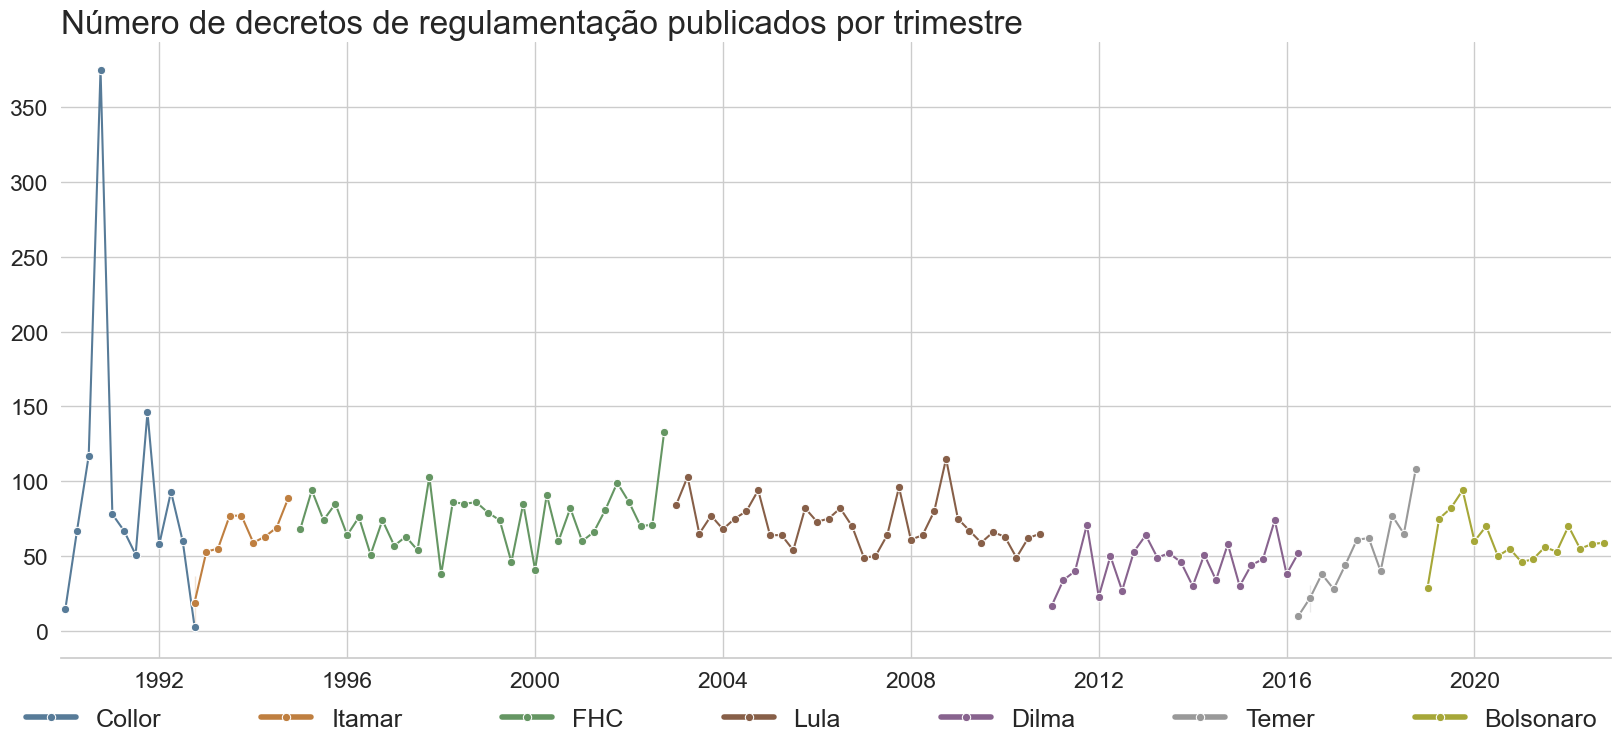 Número de decretos de regulamentação publicados por trimestre
350
300
250
200
150
100
50
0
1992 1996 2000 2004 2008 2012 2016 2020
Collor Itamar FHC Lula Dilma Temer Bolsonaro